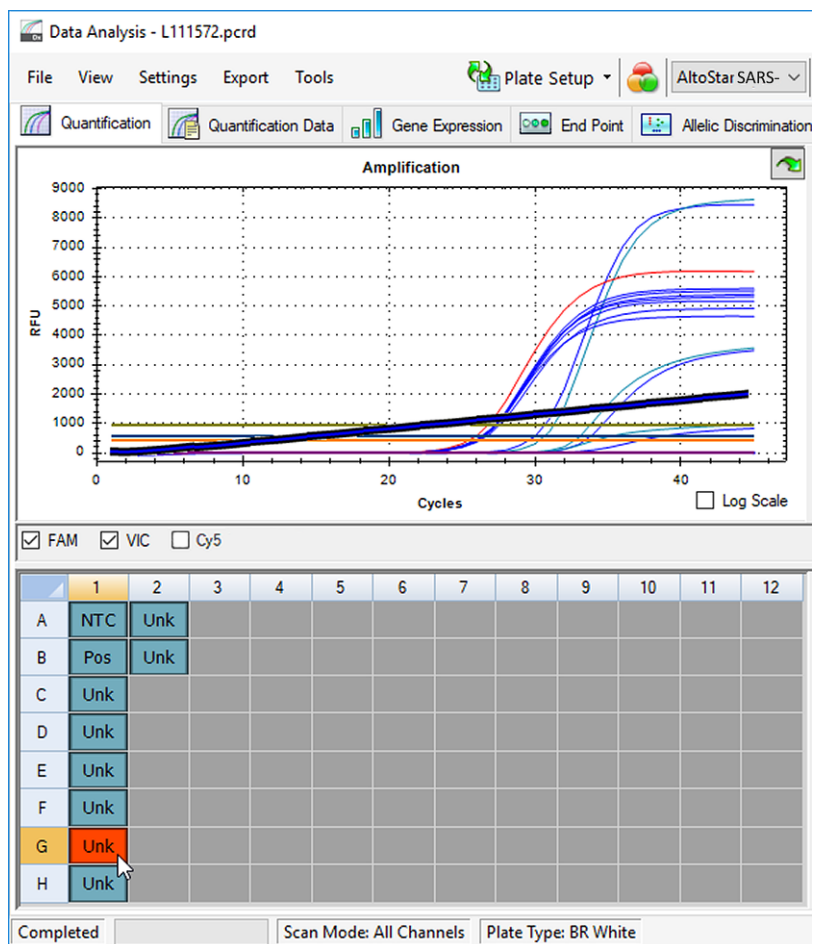 Data Analysis - L111572.pcrd
File View Settings Export Tools Plate Setup AltoStar SARS-
Quantification Quantification Data Gene Expression End Point Allelic Discrimination
Amplification
9000
8000
7000
6000
5000
4000
3000
2000
1000
0
RFU
0 10 20 30 40
Cycles
Log Scale
FAM VIC Cy5
1 2 3 4 5 6 7 8 9 10 11 12
A NTC Unk
B Pos Unk
C Unk
D Unk
E Unk
F Unk
G Unk
H Unk
Completed Scan Mode: All Channels Plate Type: BR White